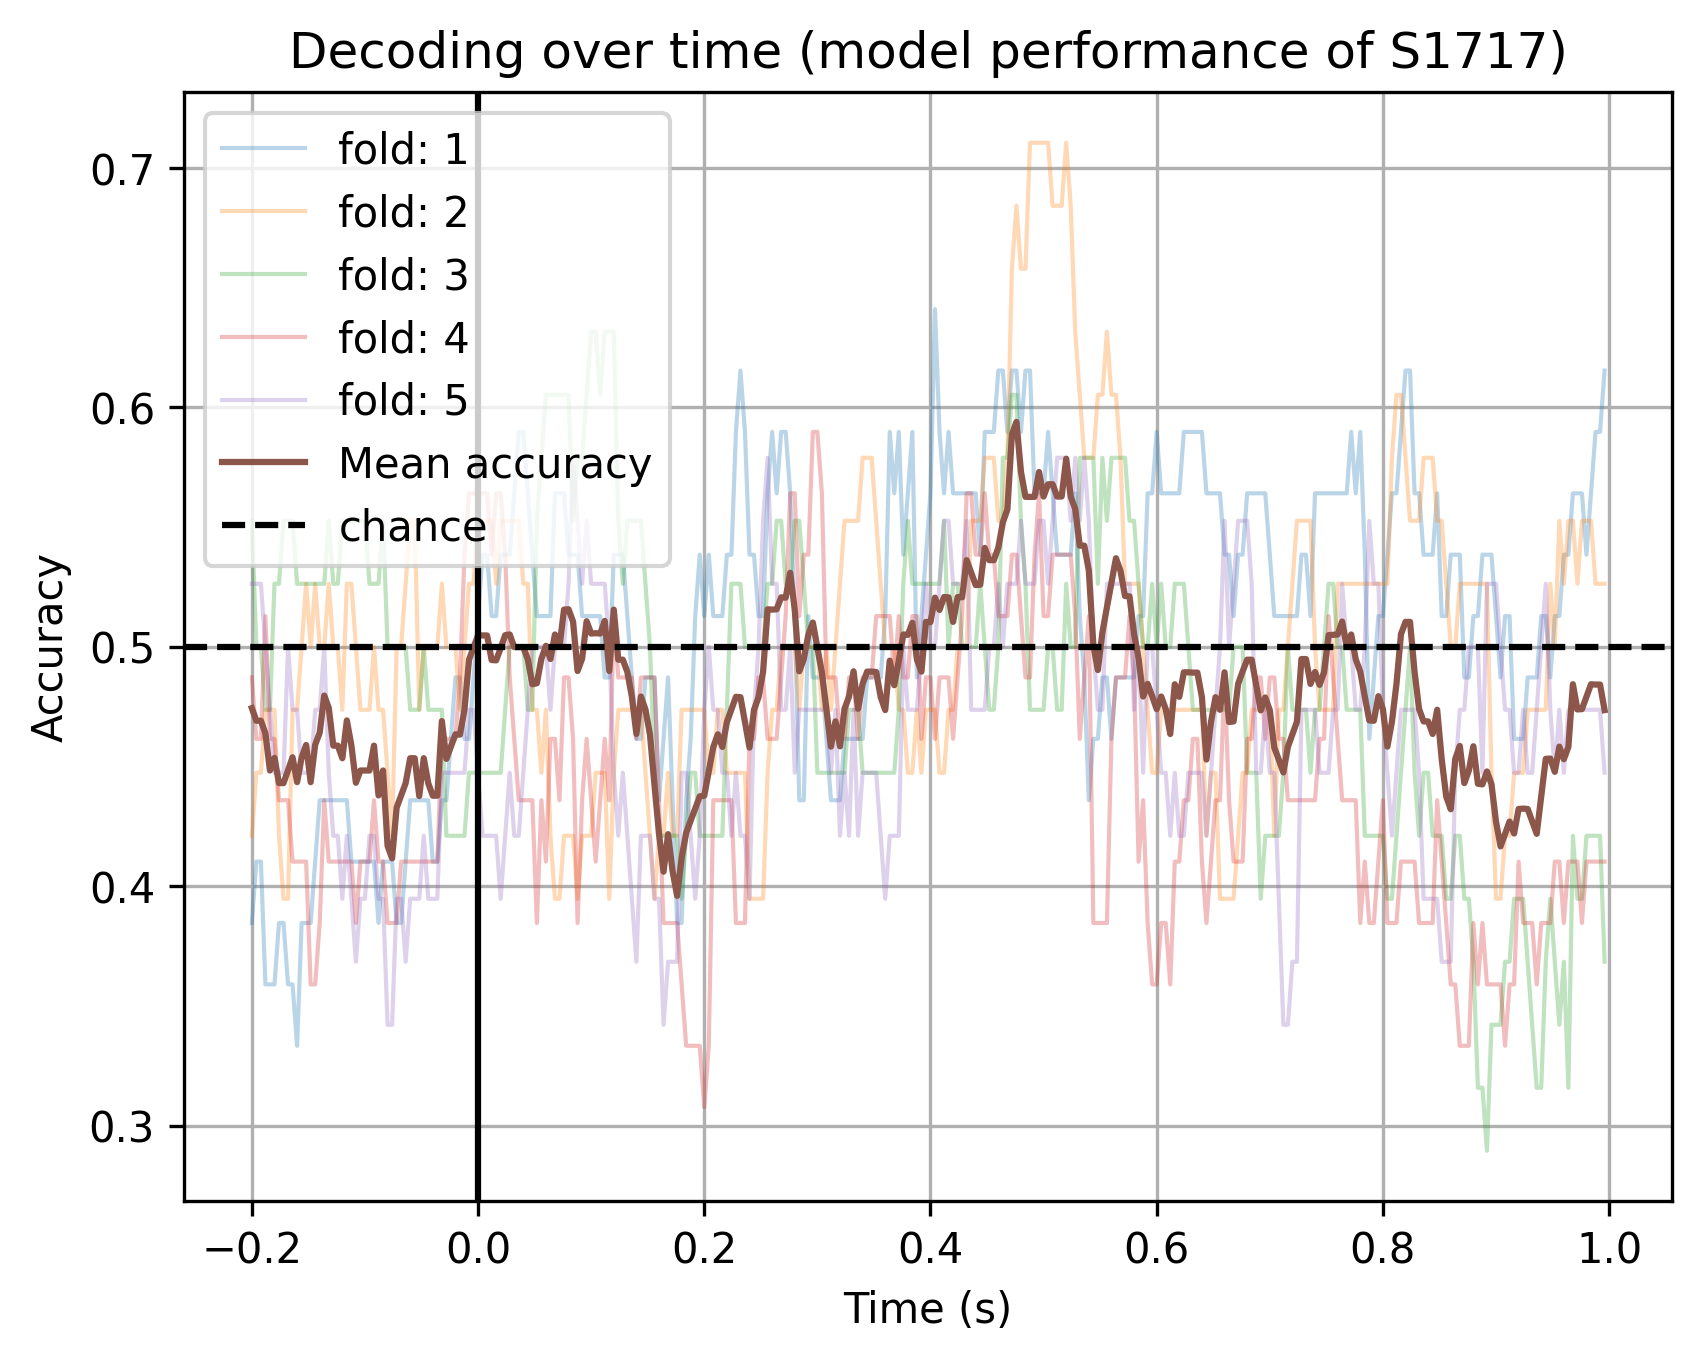 Decoding over time (model performance of S1717)
fold: 1
fold: 2
fold: 3
fold: 4
fold: 5
Mean accuracy
chance
Accuracy
0.7
0.6
0.5
0.4
0.3
−0.2 0.0 0.2 0.4 0.6 0.8 1.0
Time (s)